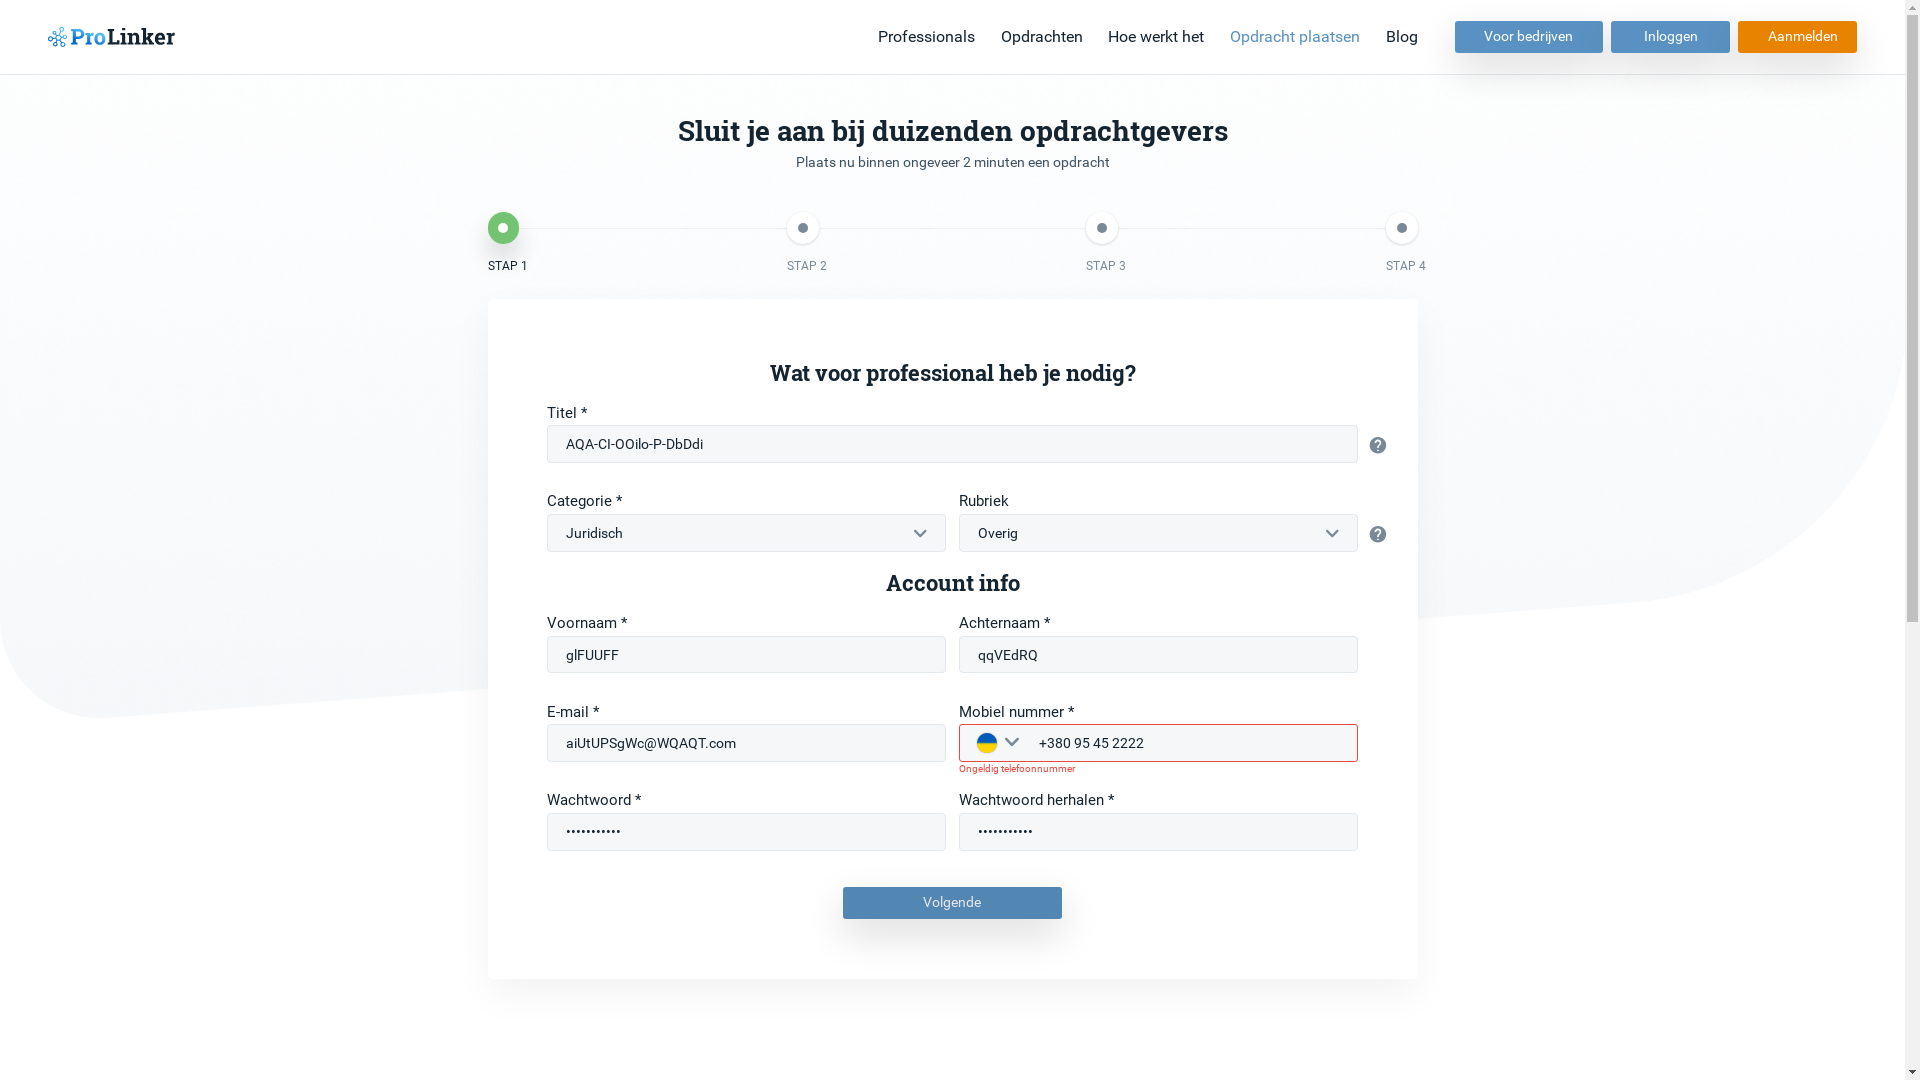 ProLinker
Professionals Opdrachten Hoe werkt het Opdracht plaatsen Blog Voor bedrijven Inloggen Aanmelden
Sluit je aan bij duizenden opdrachtgevers
Plaats nu binnen ongeveer 2 minuten een opdracht
STAP 1 STAP 2 STAP 3 STAP 4
Wat voor professional heb je nodig?
Titel *
AQA-CI-OOilo-P-DbDdi
Categorie * Rubriek
Juridisch Overig
Account info
Voornaam * Achternaam *
glFUUFF qqVEdRQ
E-mail * Mobiel nummer *
aiUtUPSgWc@WQAQT.com +380 95 45 2222
Ongeldig telefoonnummer
Wachtwoord * Wachtwoord herhalen *
••••••••••• •••••••••••
Volgende